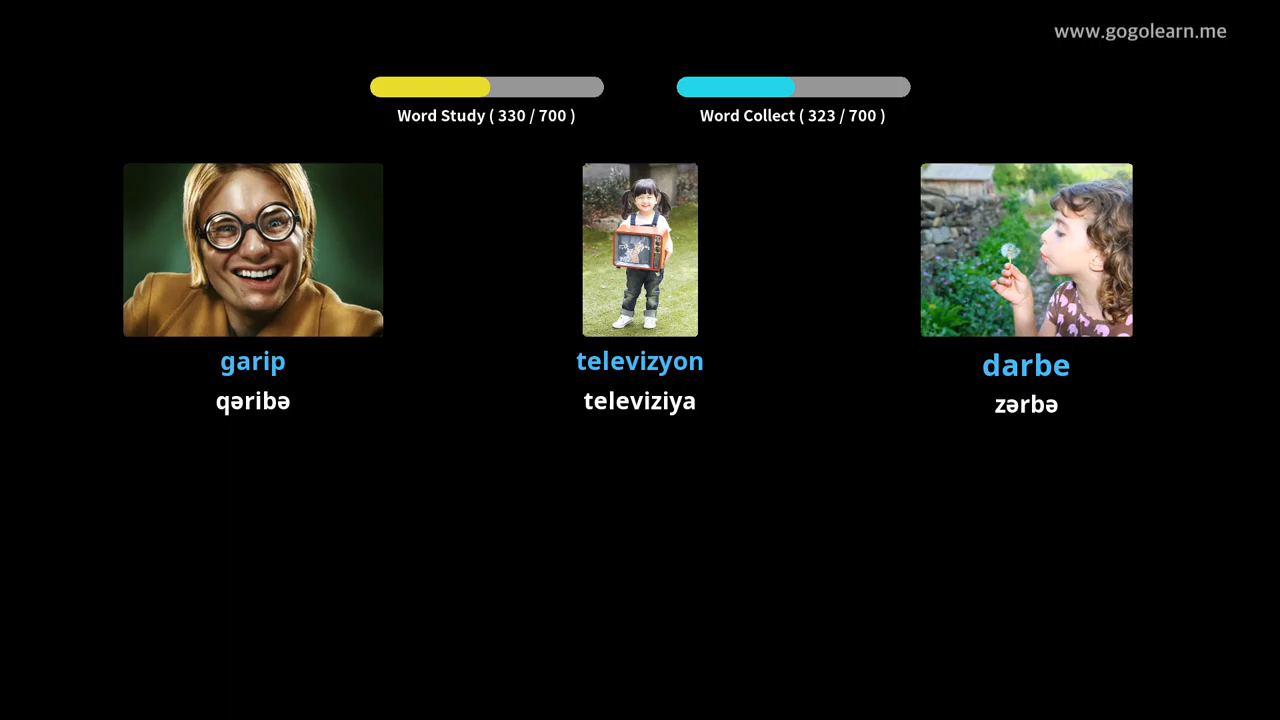 www.gogolearn.me
Word Study ( 330 / 700 )
Word Collect ( 323 / 700 )
garip
televizyon
darbe
qəribə
televiziya
zərbə